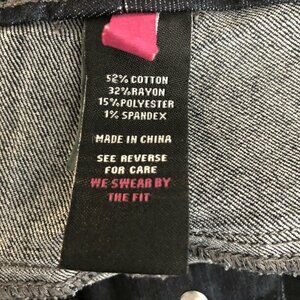 52% COTTON
32% RAYON
15% POLYESTER
1% SPANDEX
MADE IN CHINA
SEE REVERSE
FOR CARE
WE SWEAR BY
THE FIT